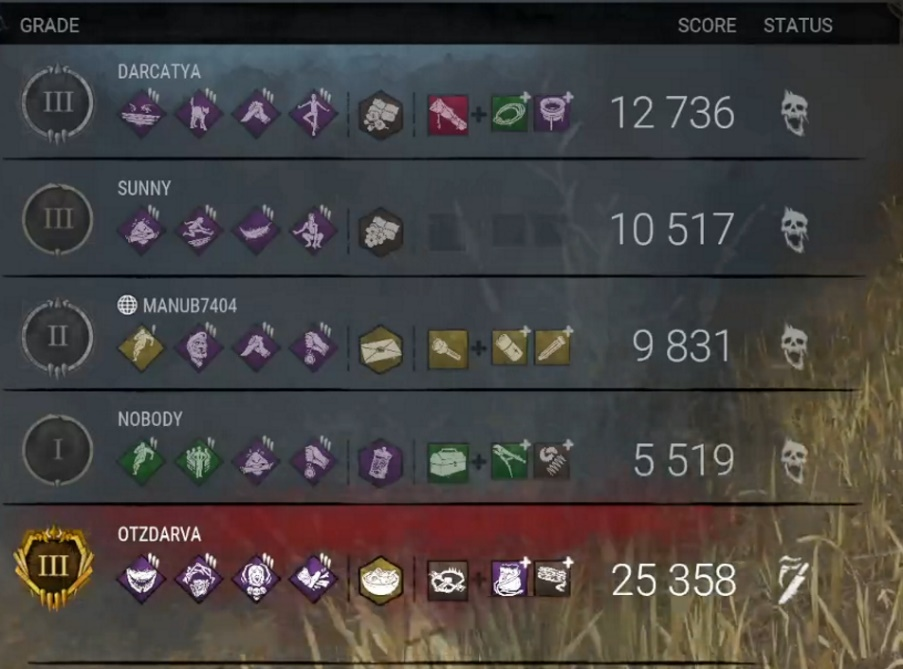 GRADE SCORE STATUS
DARCATYA
III 12 736
SUNNY
III 10 517
MANUB7404
II 9 831
NOBODY
I 5 519
OTZDARVA
III 25 358